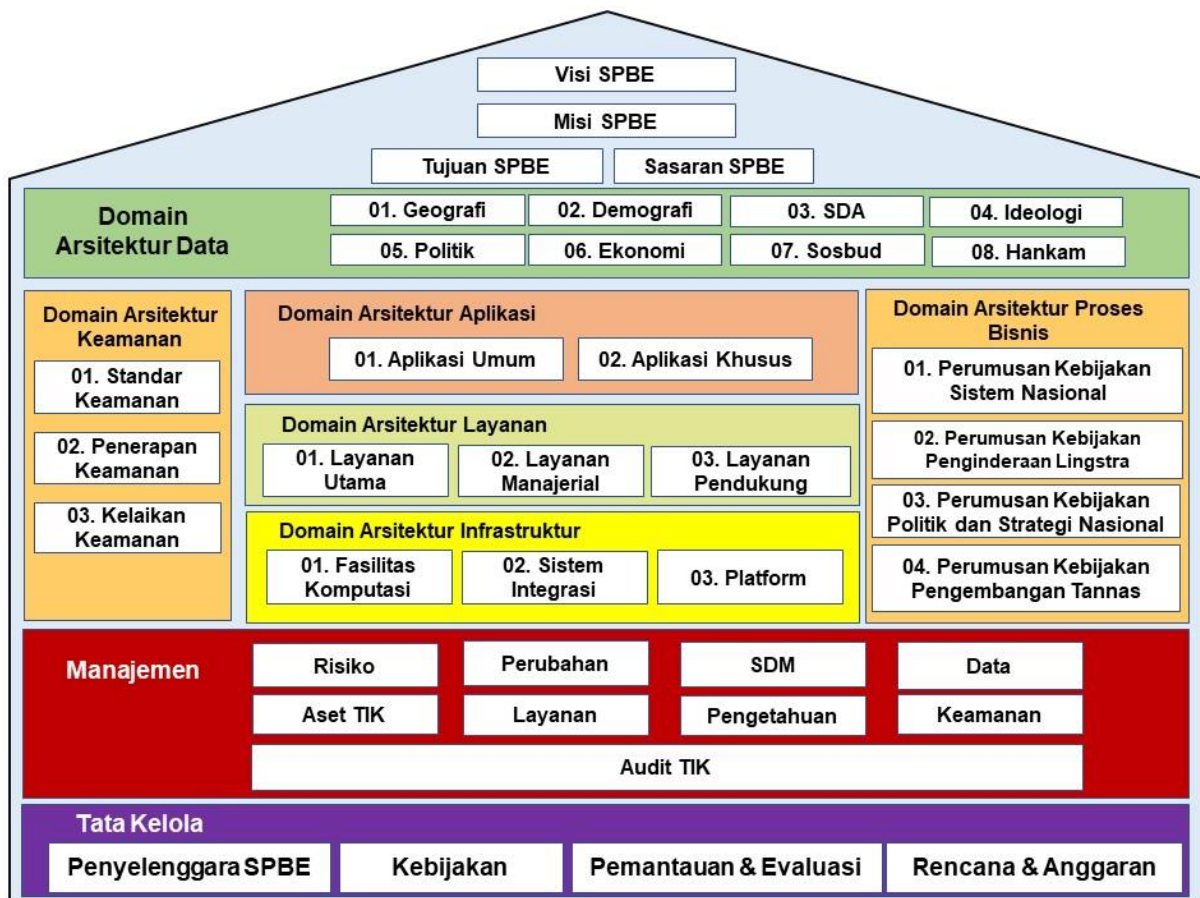 Visi SPBE
Misi SPBE
Tujuan SPBE
Sasaran SPBE
Domain
Arsitektur Data
01. Geografi
02. Demografi
03. SDA
04. Ideologi
05. Politik
06. Ekonomi
07. Sosbud
08. Hankam
Domain Arsitektur
Keamanan
01. Standar
Keamanan
02. Penerapan
Keamanan
03. Kelaikan
Keamanan
Domain Arsitektur Aplikasi
01. Aplikasi Umum
02. Aplikasi Khusus
Domain Arsitektur Layanan
01. Layanan
Utama
02. Layanan
Manajerial
03. Layanan
Pendukung
Domain Arsitektur Infrastruktur
01. Fasilitas
Komputasi
02. Sistem
Integrasi
03. Platform
Domain Arsitektur Proses
Bisnis
01. Perumusan Kebijakan
Sistem Nasional
02. Perumusan Kebijakan
Penginderaan Lingstra
03. Perumusan Kebijakan
Politik dan Strategi Nasional
04. Perumusan Kebijakan
Pengembangan Tannas
Manajemen
Risiko
Perubahan
SDM
Data
Aset TIK
Layanan
Pengetahuan
Keamanan
Audit TIK
Tata Kelola
Penyelenggara SPBE
Kebijakan
Pemantauan & Evaluasi
Rencana & Anggaran